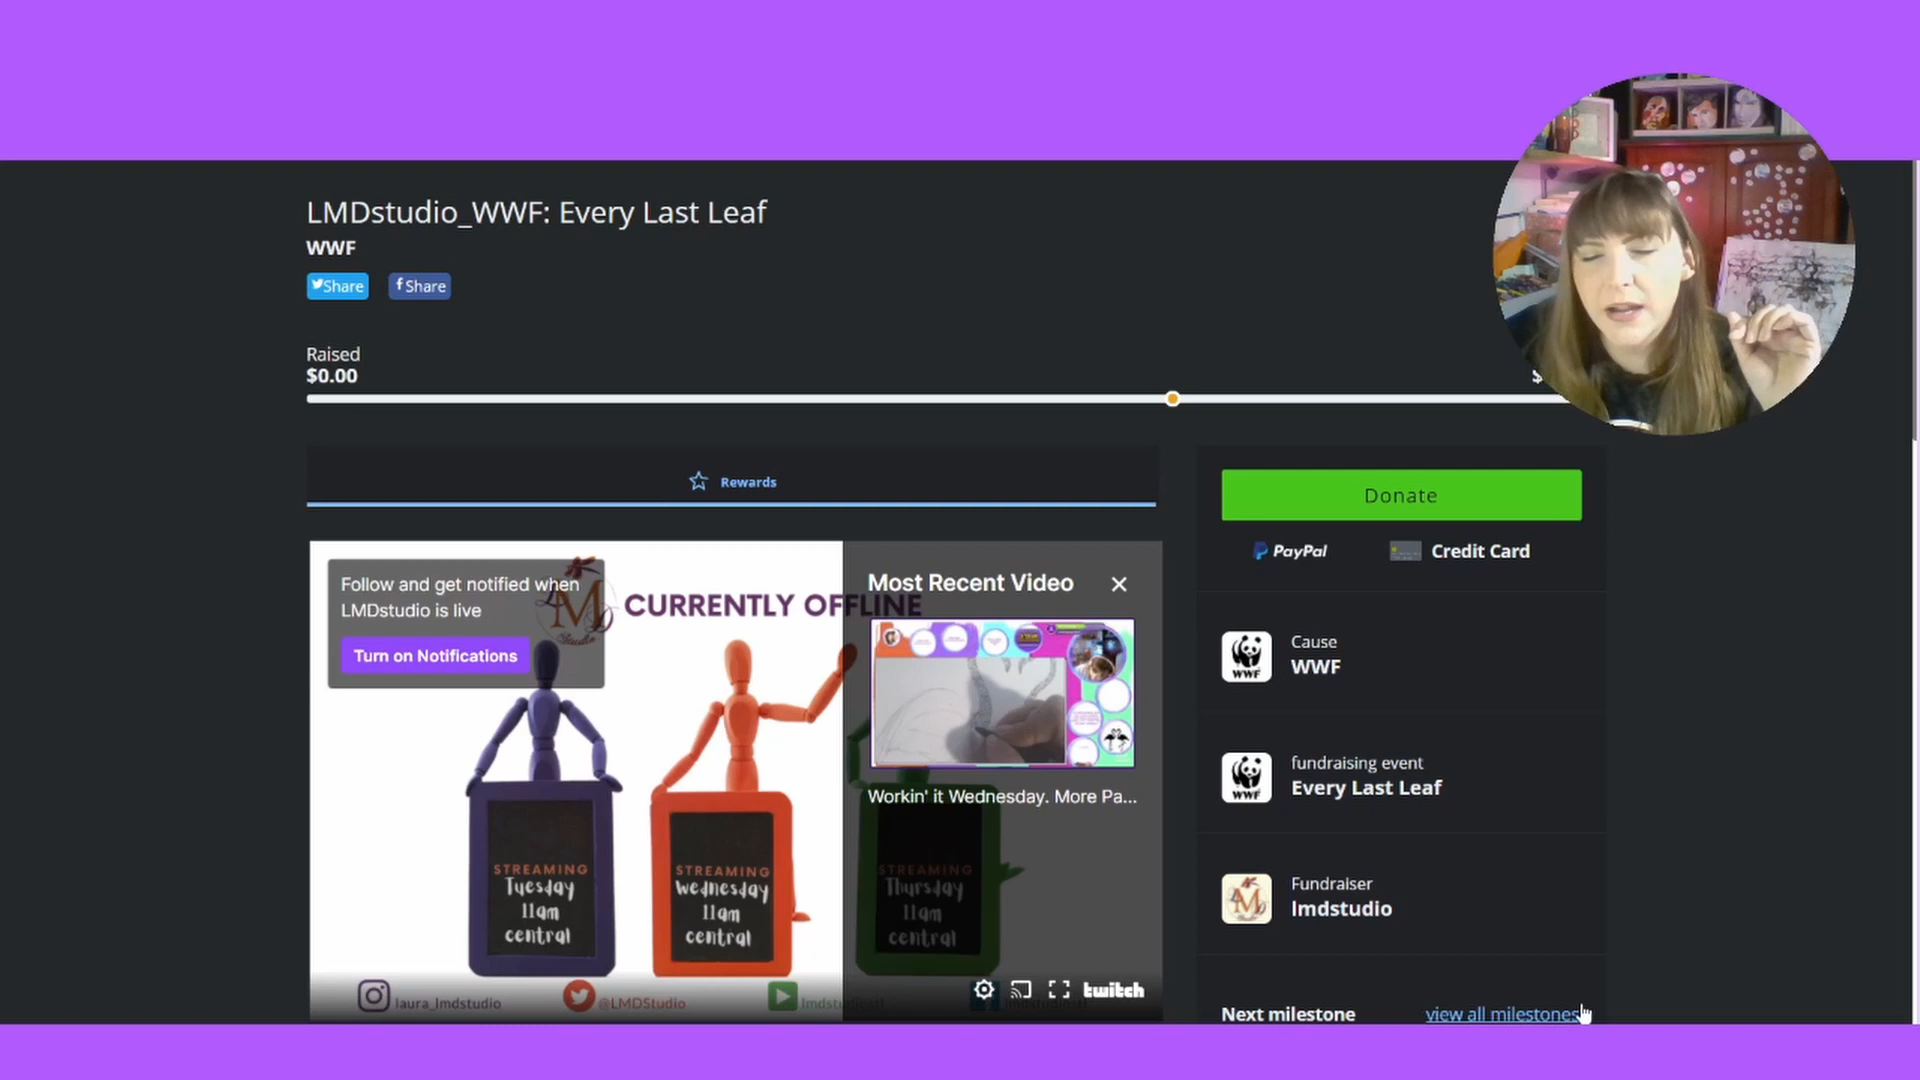 LMDstudio_WWF: Every Last Leaf
WWF
Share
f Share
Raised
$0.00
$
Rewards
Donate
PayPal
Credit Card
Follow and get notified when
LMDstudio is live
Turn on Notifications
CURRENTLY OFFLINE
Most Recent Video
Workin' it Wednesday. More Pa...
STREAMING
Tuesday
11am
central
STREAMING
Wednesday
11am
central
STREAMING
Thursday
11am
central
laura_lmdstudio
@LMDStudio
twitch
Cause
WWF
WWF
fundraising event
Every Last Leaf
WWF
Fundraiser
lmdstudio
Next milestone
view all milestones